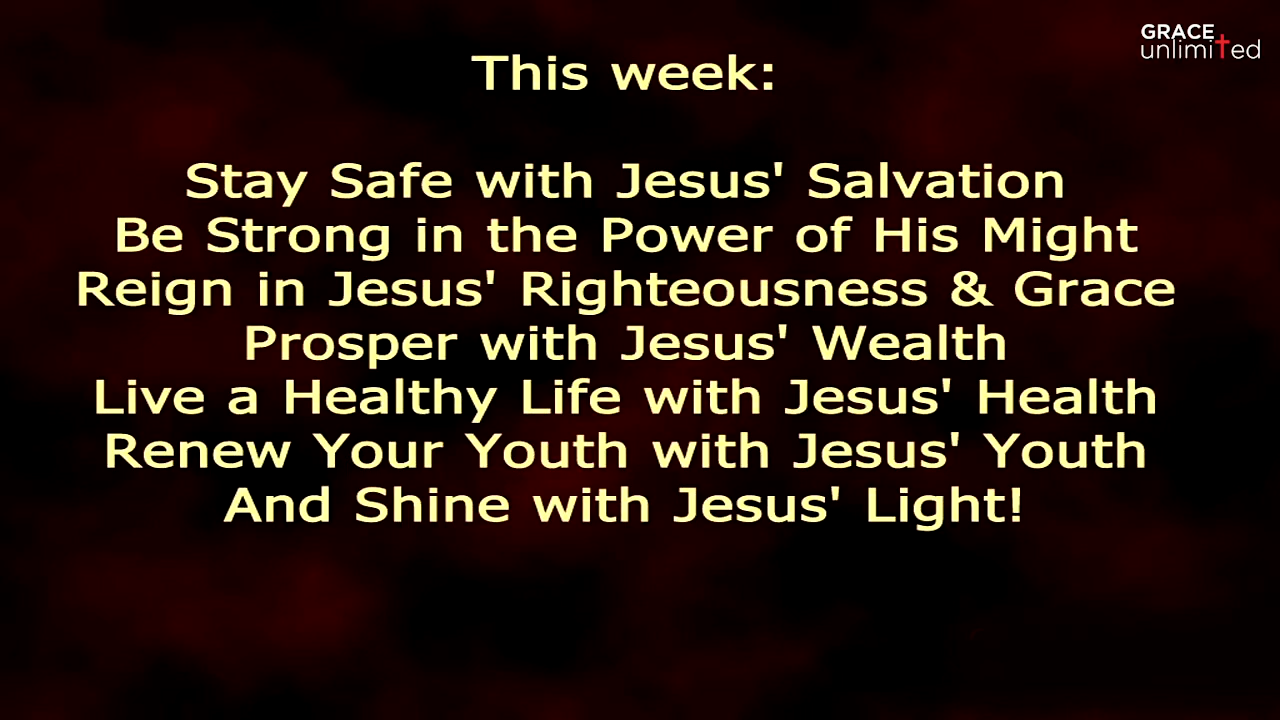 GRACE
unlimited
This week:
Stay Safe with Jesus' Salvation
Be Strong in the Power of His Might
Reign in Jesus' Righteousness & Grace
Prosper with Jesus' Wealth
Live a Healthy Life with Jesus' Health
Renew Your Youth with Jesus' Youth
And Shine with Jesus' Light!